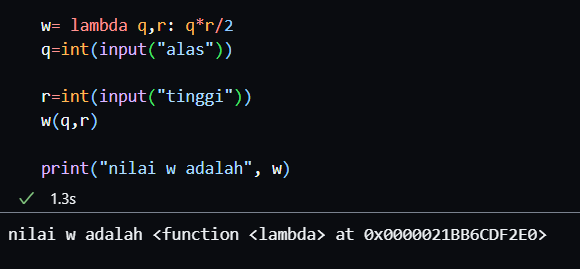 w= lambda q,r: q*r/2
q=int(input("alas"))
r=int(input("tinggi"))
w(q,r)
print("nilai w adalah", w)
1.3s
nilai w adalah <function <lambda> at 0x0000021BB6CDF2E0>